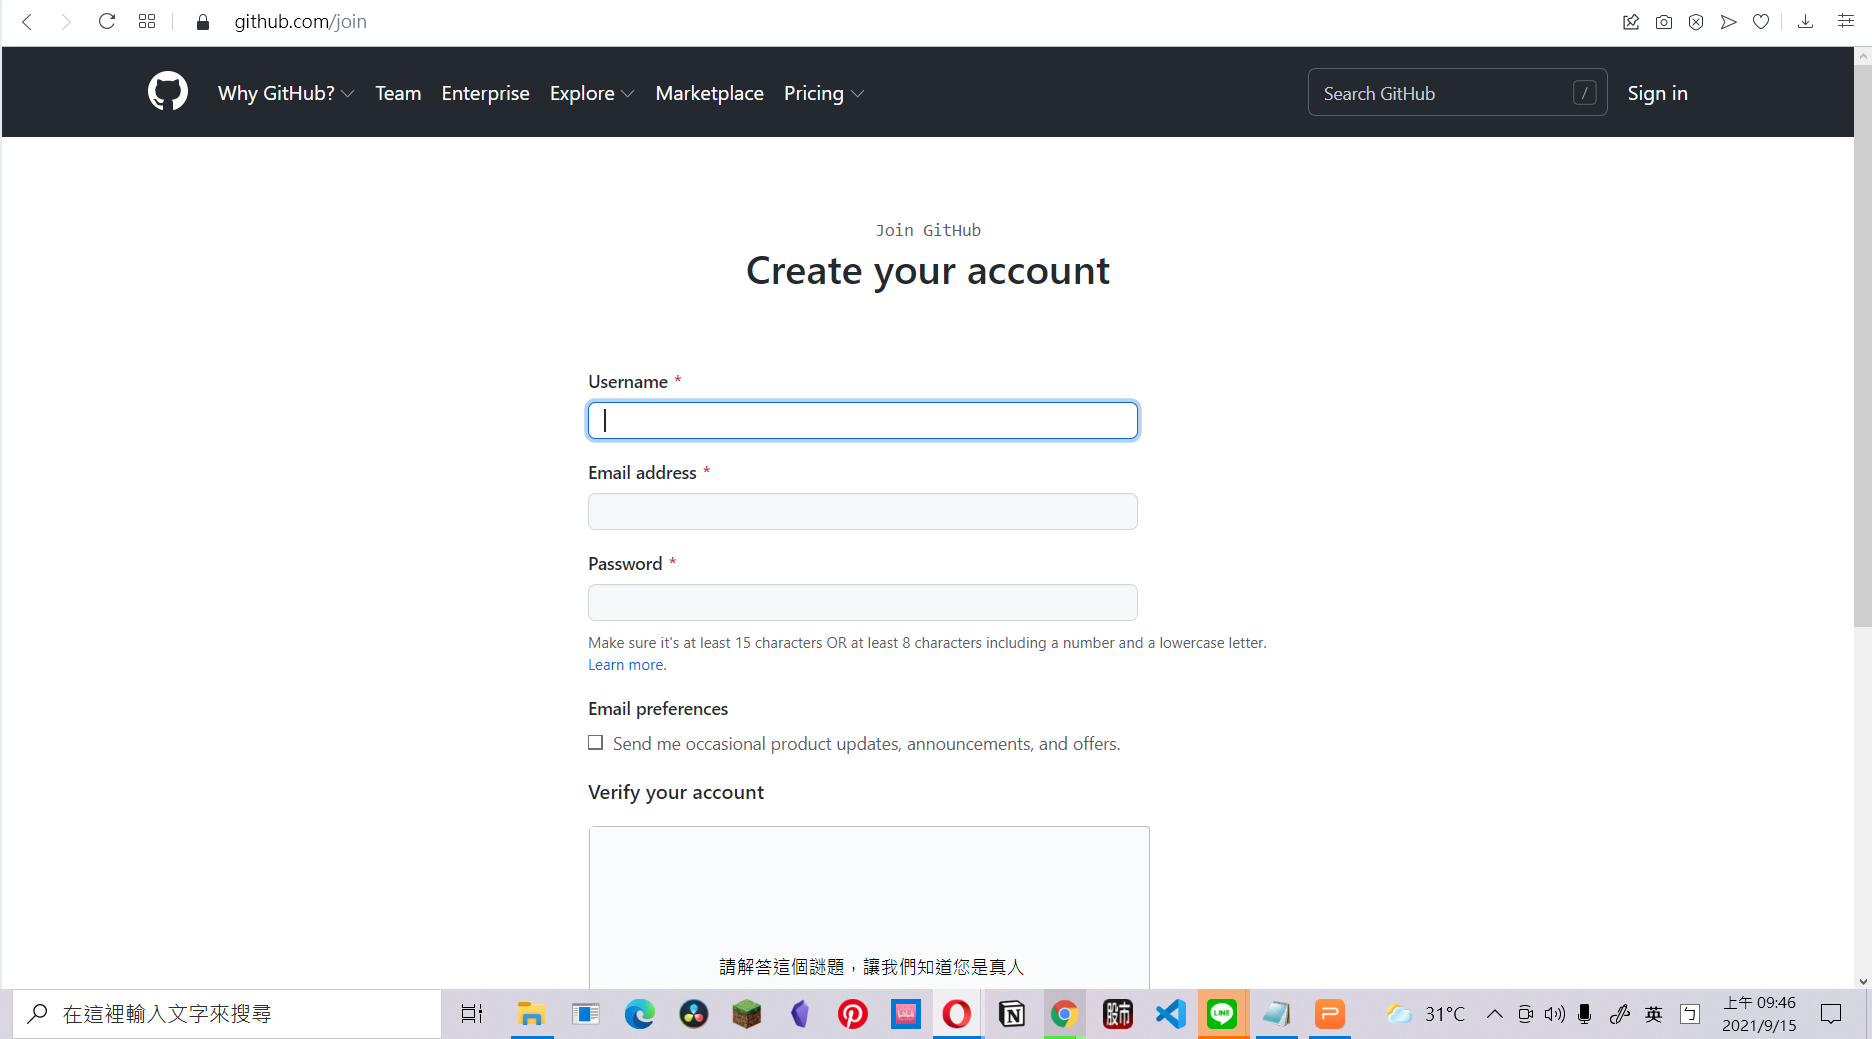 github.com/join
Why GitHub? Team Enterprise Explore Marketplace Pricing Search GitHub / Sign in
Join GitHub
Create your account
Username *
Email address *
Password *
Make sure it's at least 15 characters OR at least 8 characters including a number and a lowercase letter.
Learn more.
Email preferences
Send me occasional product updates, announcements, and offers.
Verify your account
請解答這個謎題，讓我們知道您是真人
在這裡輸入文字來搜尋
股市
LINE
31°C
英
ㄅ
上午 09:46
2021/9/15